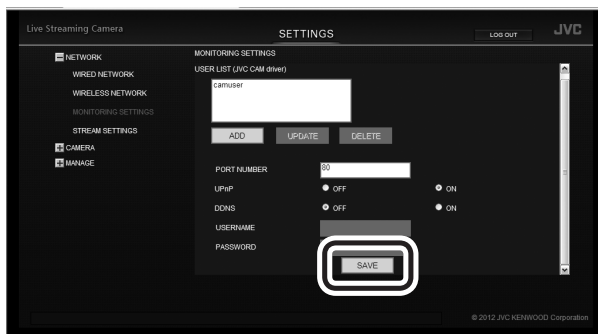 Live Streaming Camera
SETTINGS
LOG OUT
JVC
NETWORK
WIRED NETWORK
WIRELESS NETWORK
MONITORING SETTINGS
STREAM SETTINGS
CAMERA
MANAGE
MONITORING SETTINGS
USER LIST (JVC CAM driver)
camuser
ADD UPDATE DELETE
PORT NUMBER 80
UPnP OFF ON
DDNS OFF ON
USERNAME
PASSWORD
SAVE
© 2012 JVC KENWOOD Corporation